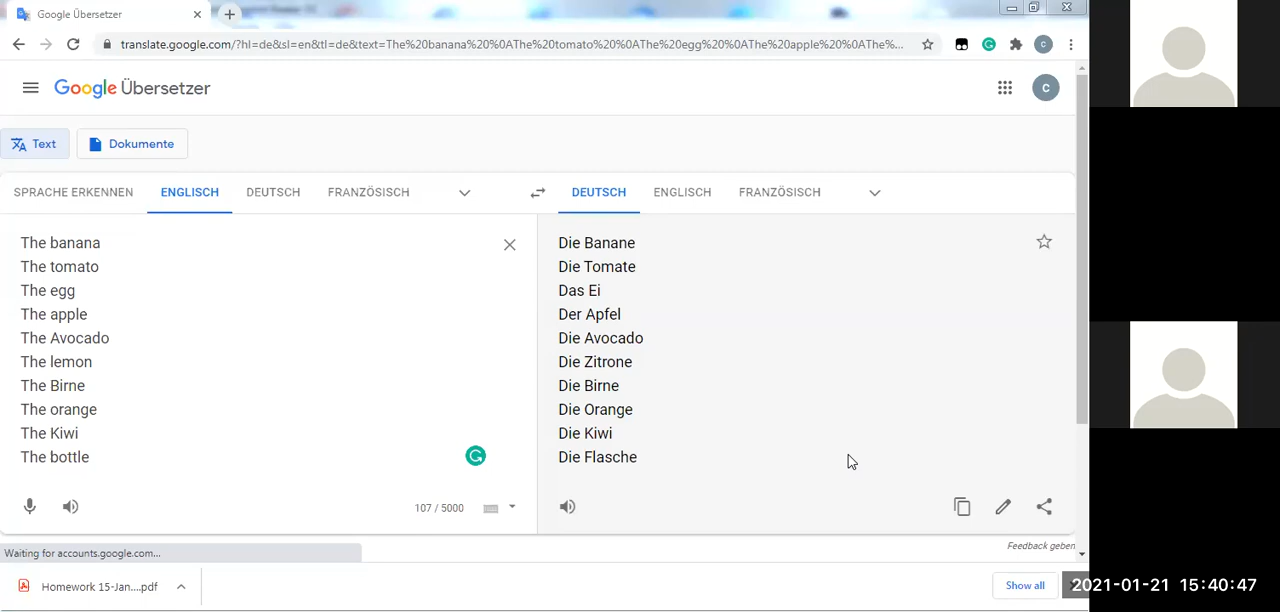 Google Übersetzer
translate.google.com/?hl=de&sl=en&tl=de&text=The%20banana%20%0AThe%20tomato%20%0AThe%20egg%20%0AThe%20apple%20%0AThe%...
Google Übersetzer
C
C
Text
Dokumente
SPRACHE ERKENNEN ENGLISCH DEUTSCH FRANZÖSISCH
DEUTSCH ENGLISCH FRANZÖSISCH
The banana
The tomato
The egg
The apple
The Avocado
The lemon
The Birne
The orange
The Kiwi
The bottle
107 / 5000
Die Banane
Die Tomate
Das Ei
Der Apfel
Die Avocado
Die Zitrone
Die Birne
Die Orange
Die Kiwi
Die Flasche
Feedback geben
Waiting for accounts.google.com...
Homework 15-Jan....pdf
Show all
2021-01-21 15:40:47